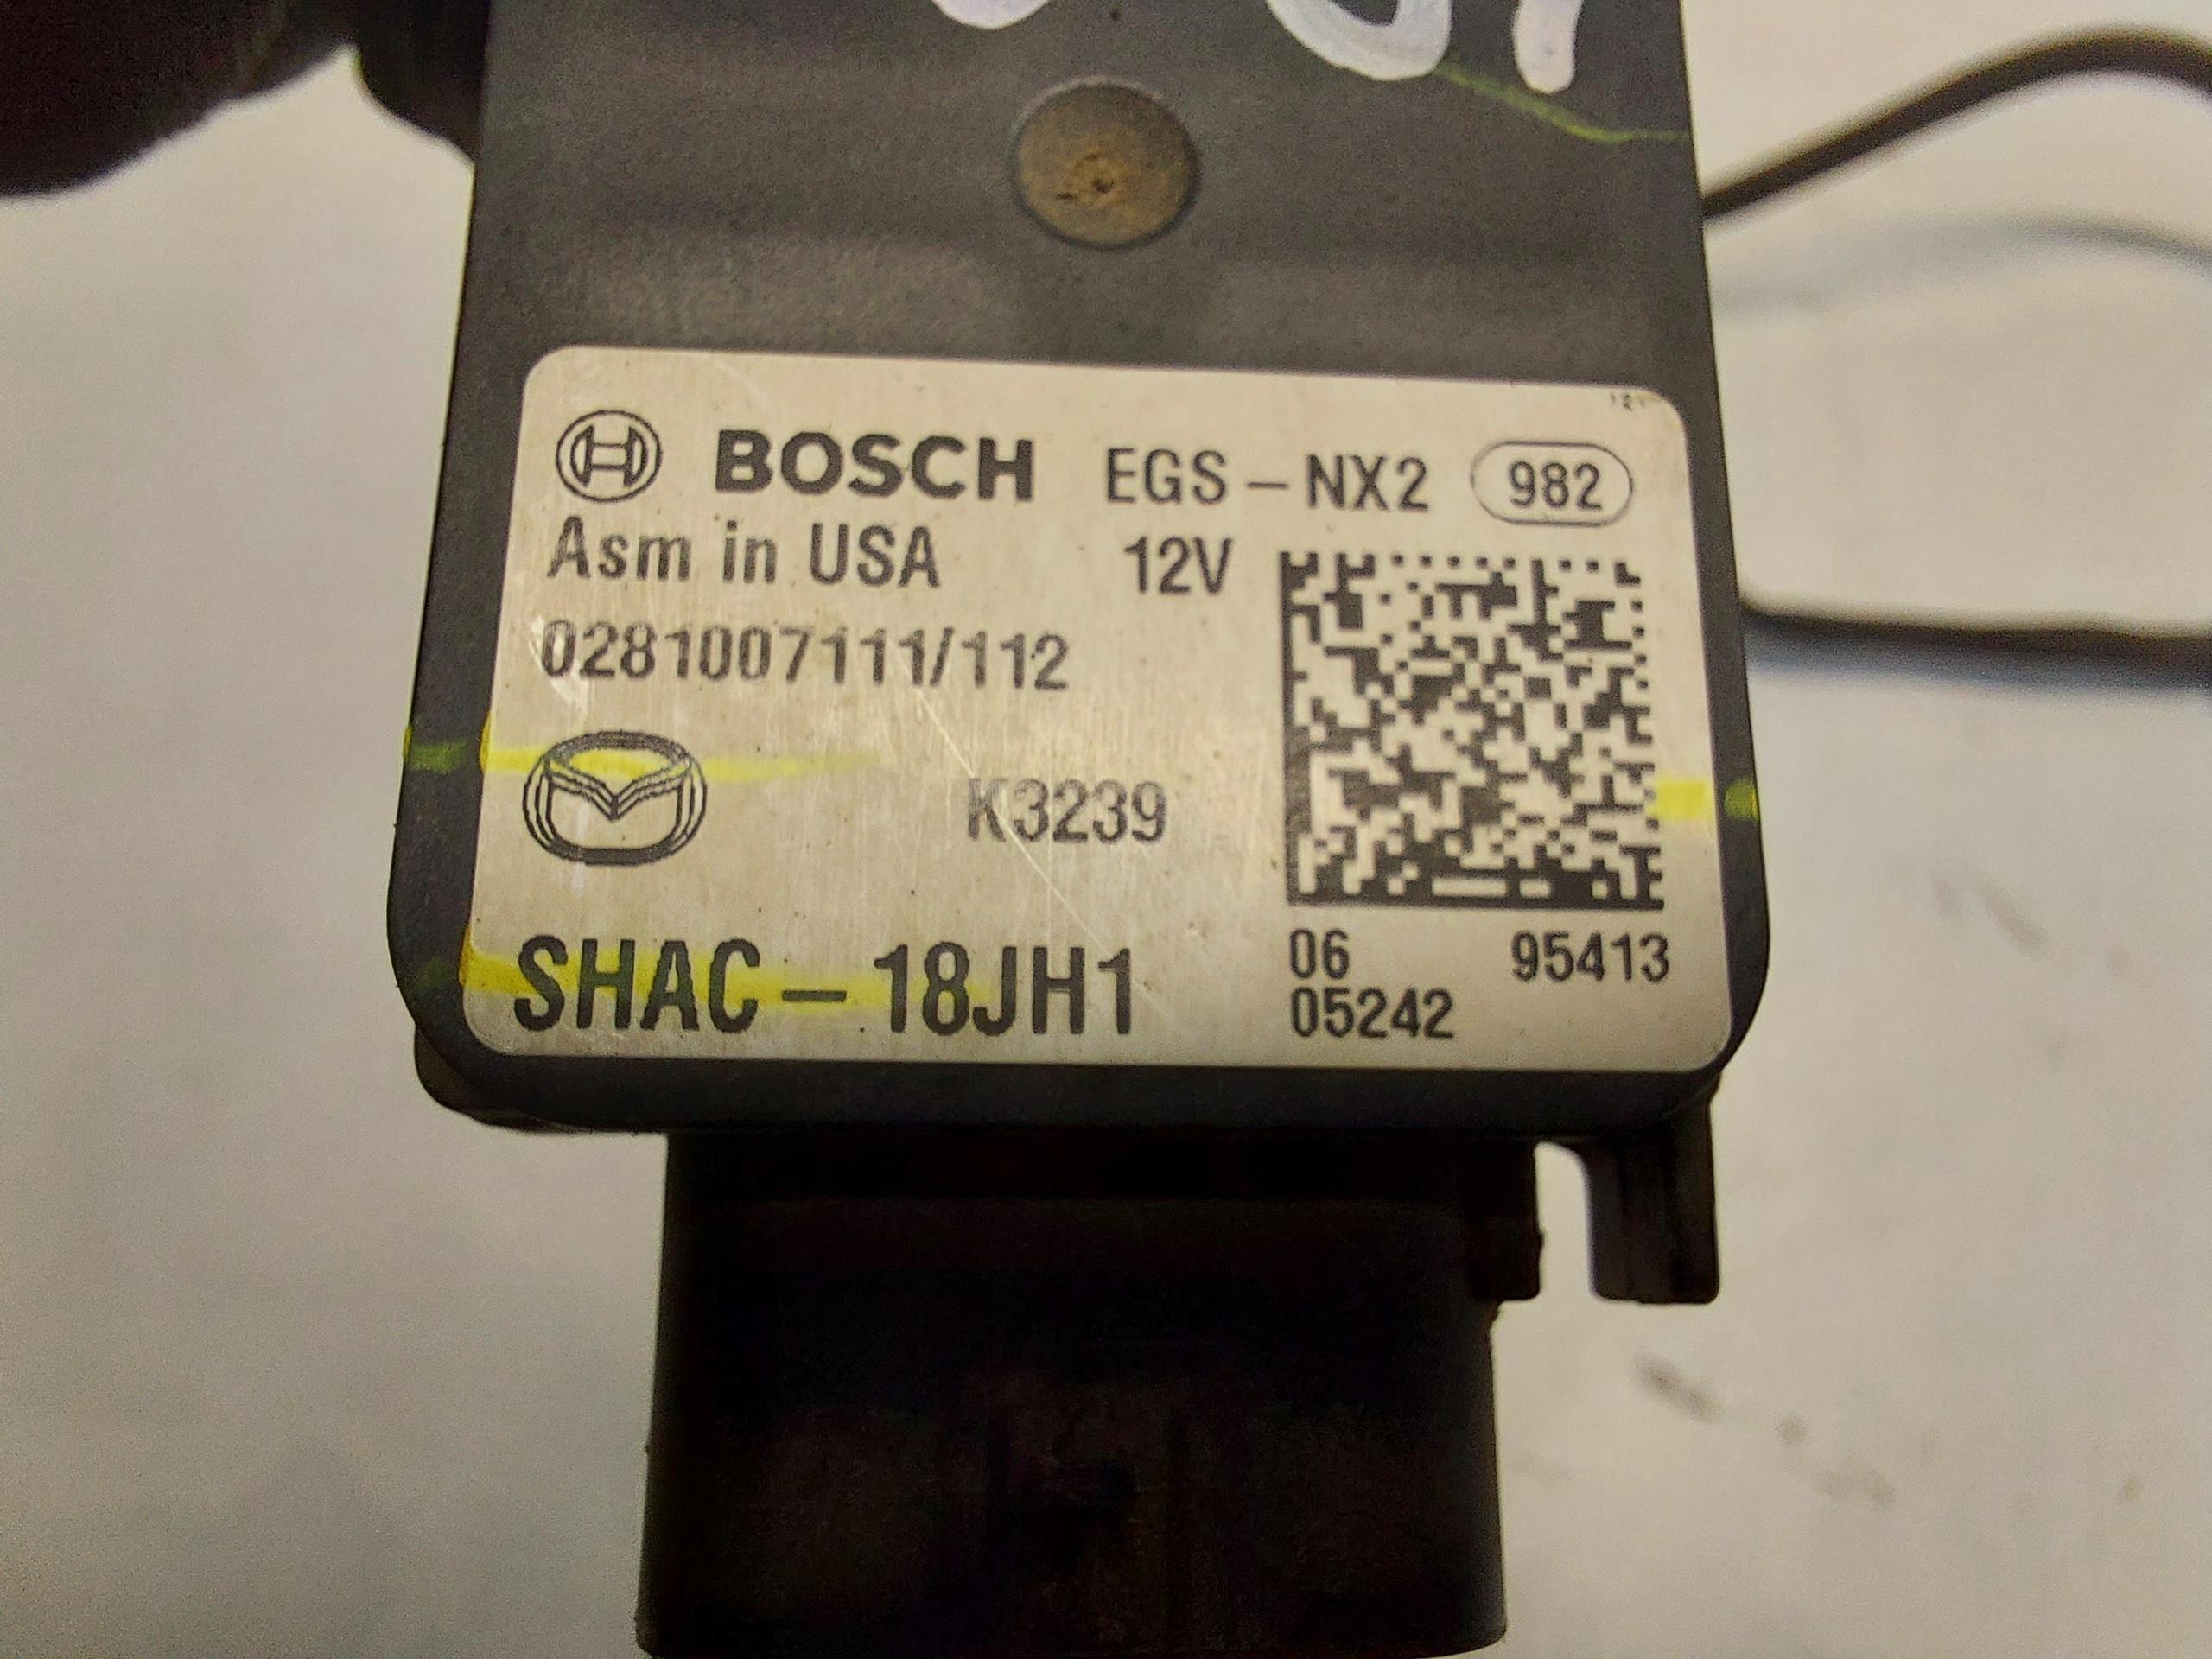 BOSCH EGS-NX2 982
Asm in USA 12V
0281007111/112
K3239
SHAC-18JH1
06 95413
05242